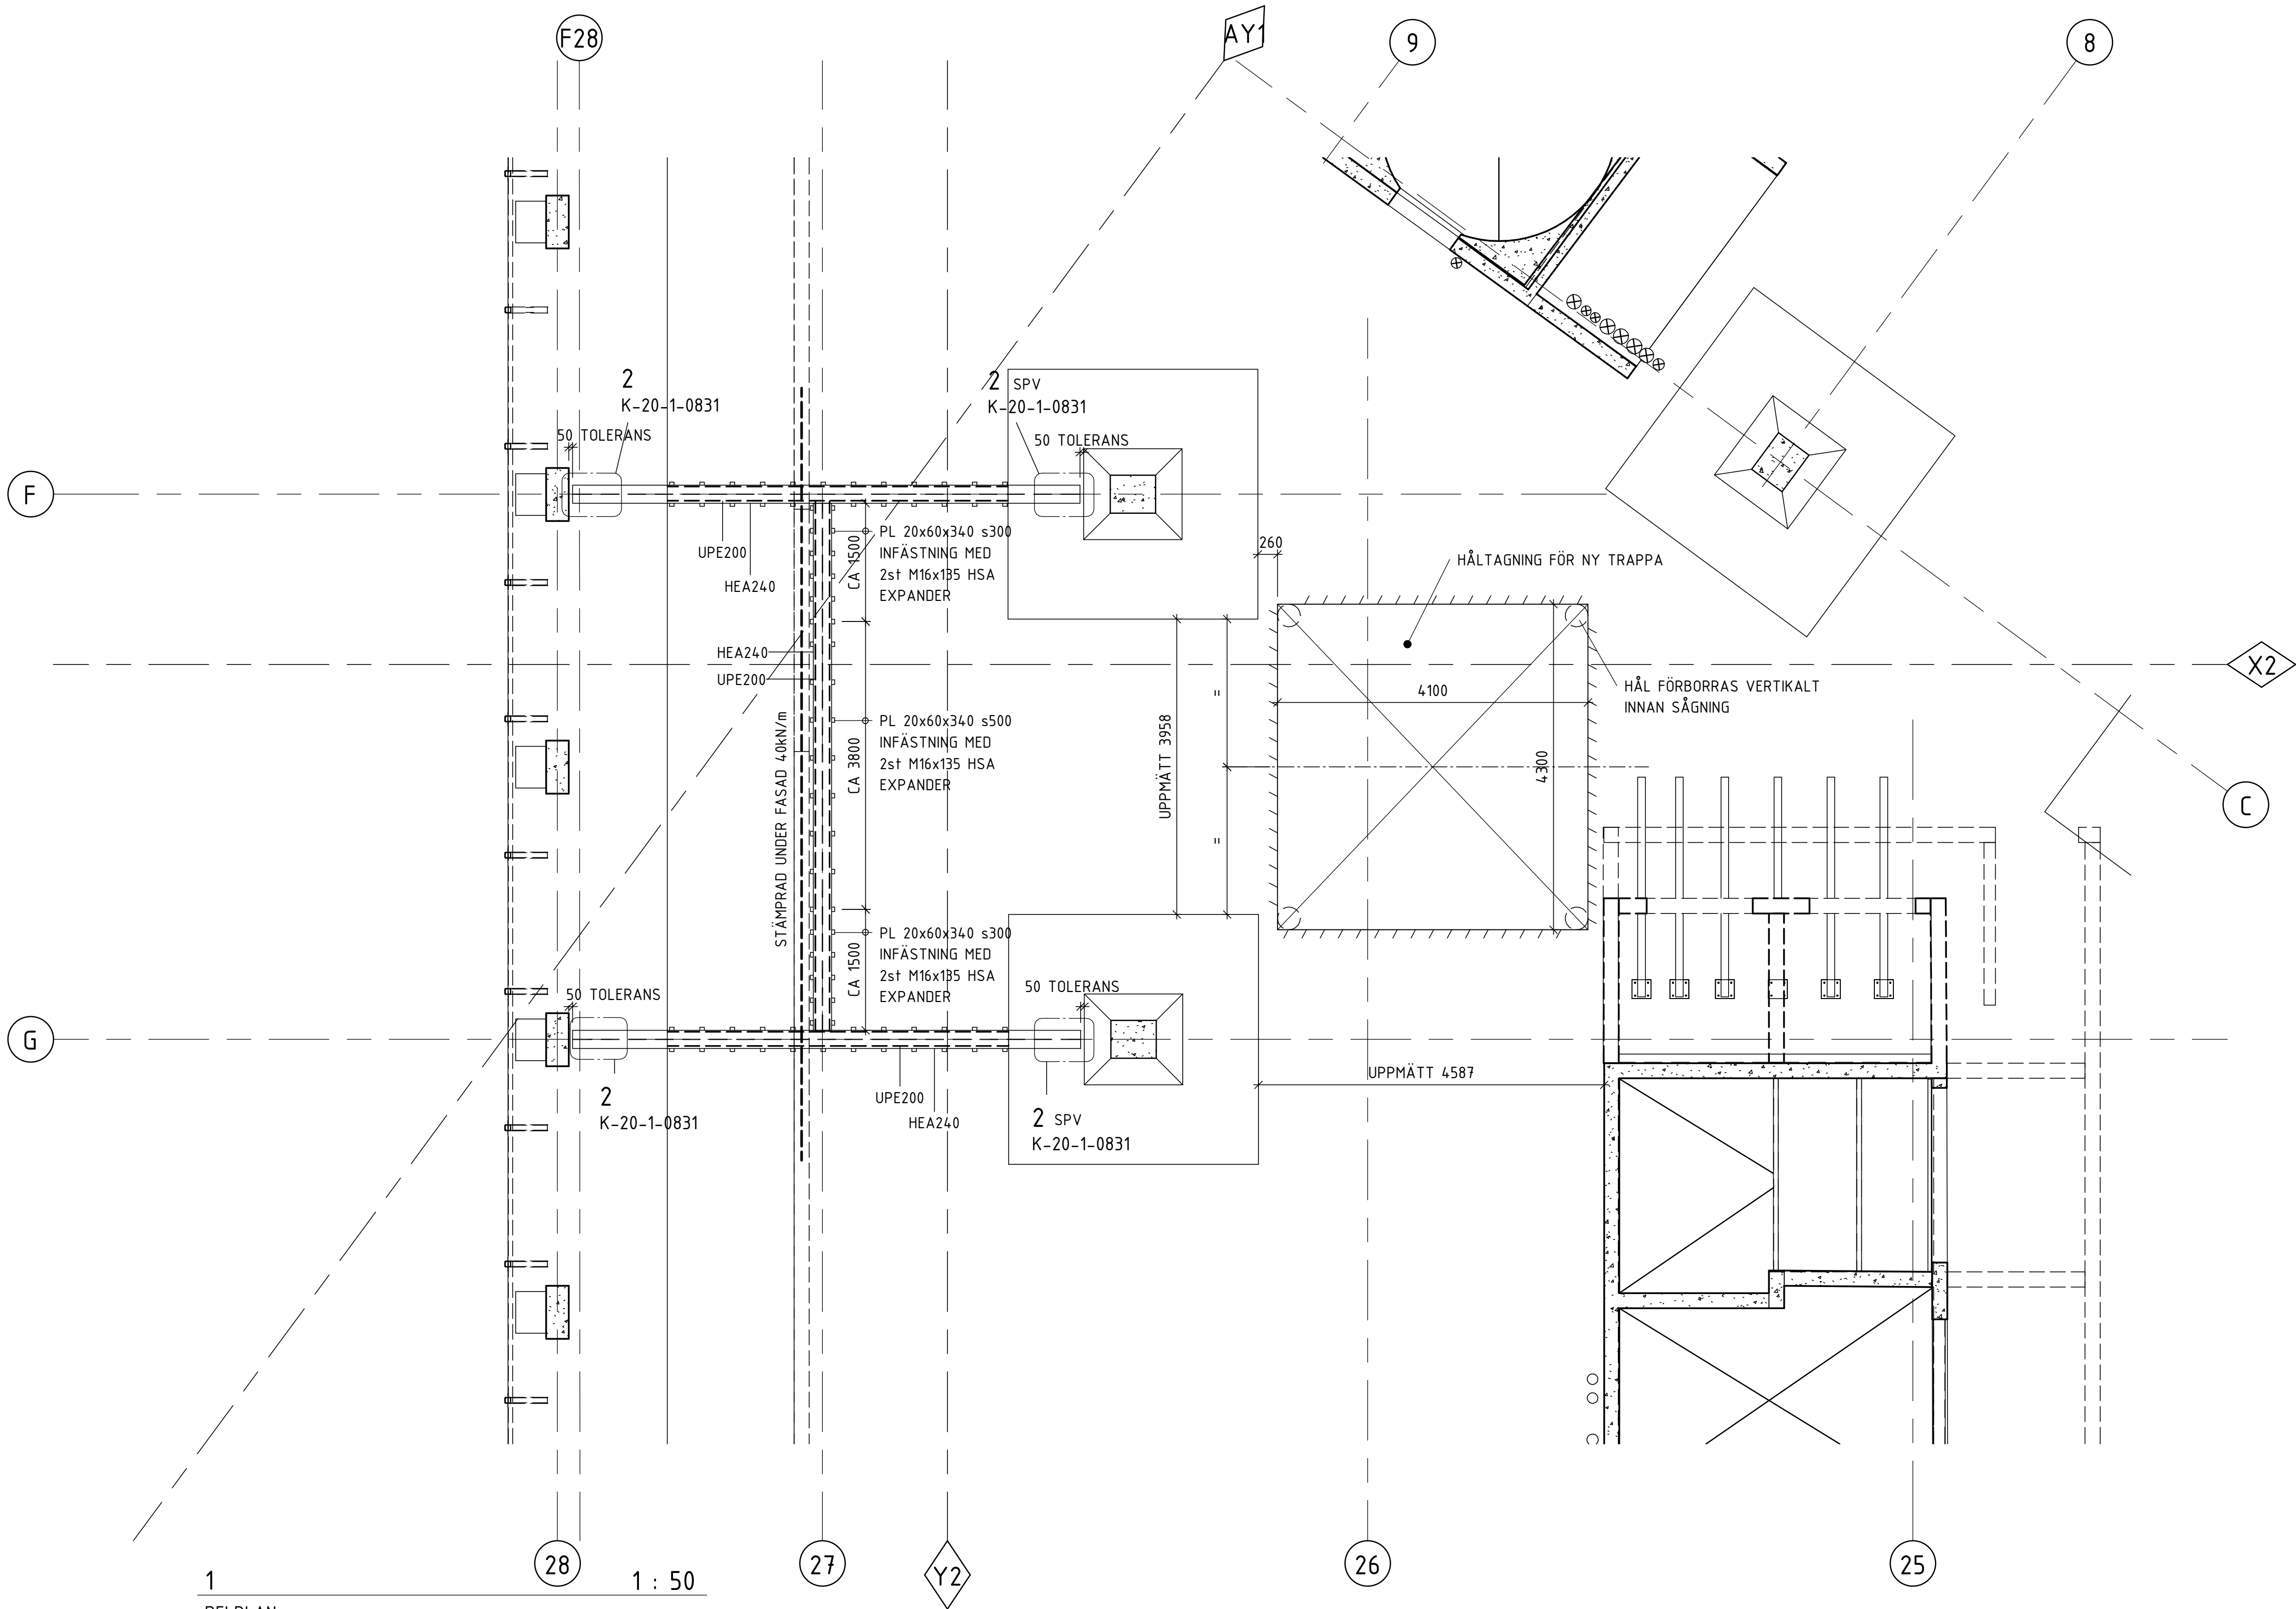 F28
AY1
9
8
2
K-20-1-0831
50 TOLERANS
2 SPV
K-20-1-0831
50 TOLERANS
F
UPE200
HEA240
CA 1500
PL 20x60x340 s300
INFÄSTNING MED
2st M16x135 HSA
EXPANDER
260
HÅLTAGNING FÖR NY TRAPPA
HEA240
UPE200
X2
4100
HÅL FÖRBORRAS VERTIKALT
INNAN SÅGNING
STÄMPRAD UNDER FASAD 40kN/m
CA 3800
PL 20x60x340 s500
INFÄSTNING MED
2st M16x135 HSA
EXPANDER
UPPMÄTT 3958
=
=
4300
C
CA 1500
PL 20x60x340 s300
INFÄSTNING MED
2st M16x135 HSA
EXPANDER
50 TOLERANS
50 TOLERANS
G
UPPMÄTT 4587
2
K-20-1-0831
UPE200
HEA240
2 SPV
K-20-1-0831
28
27
Y2
26
25
1 1 : 50